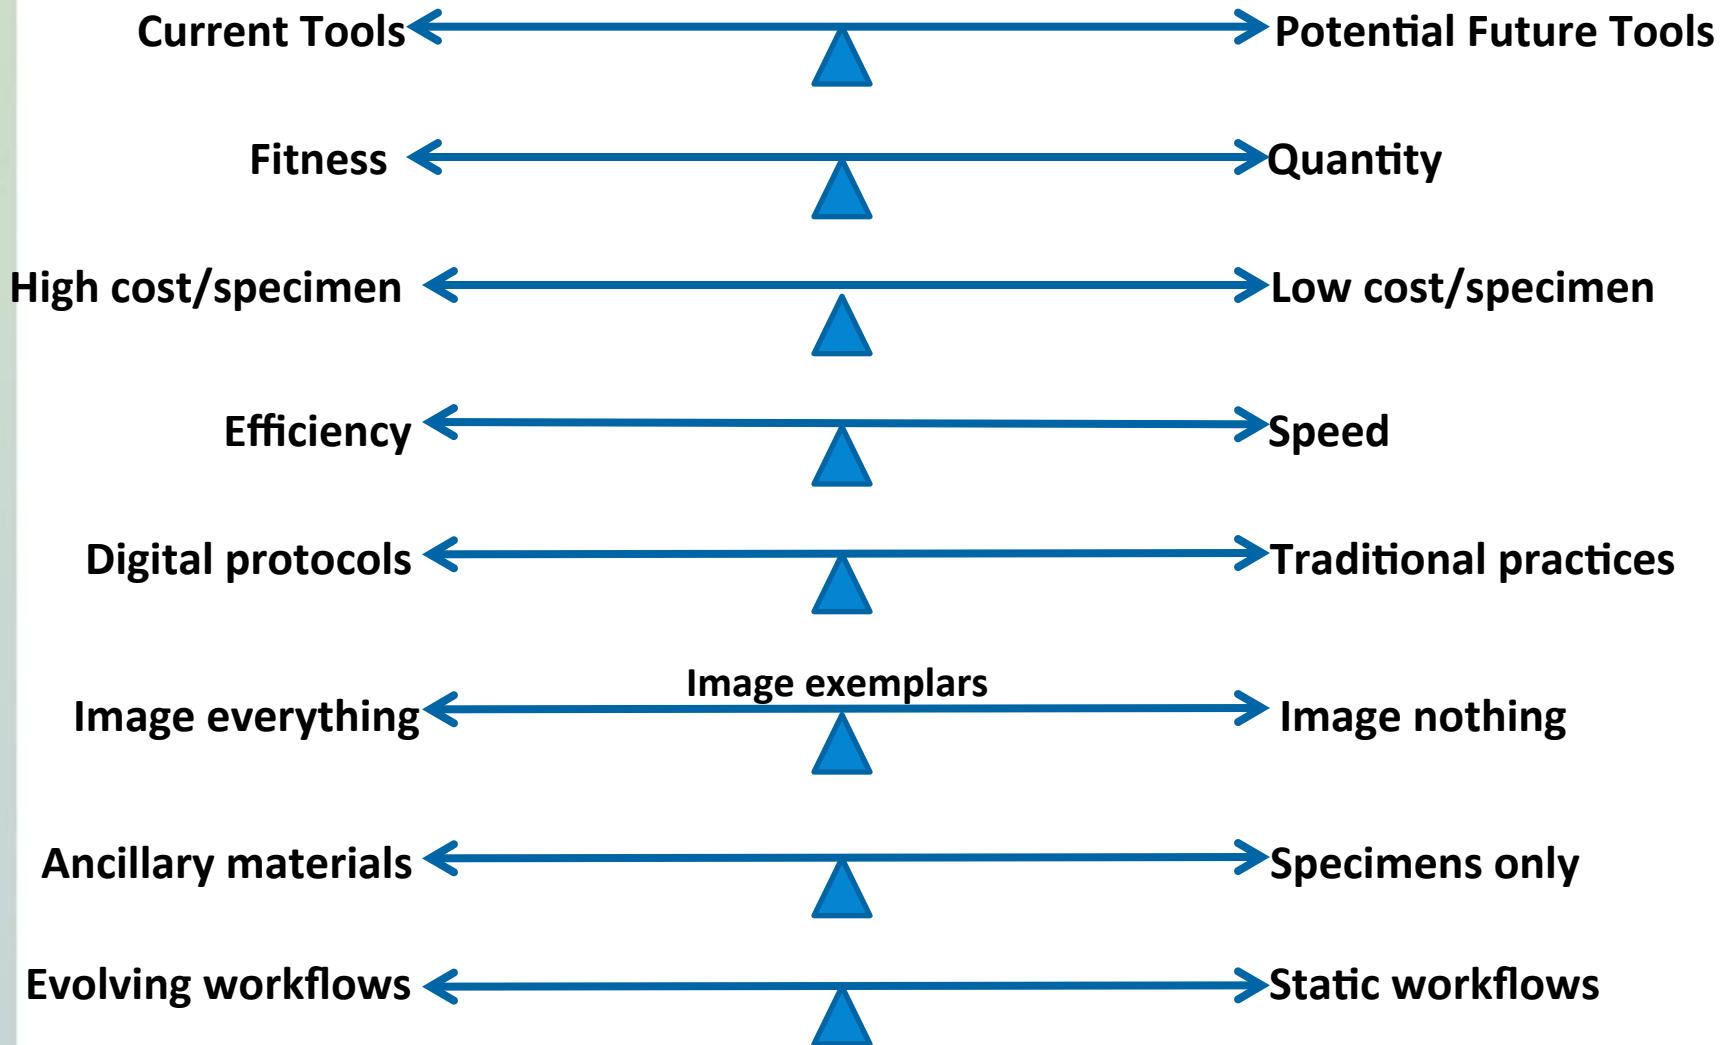 Current Tools Potential Future Tools
Fitness Quantity
High cost/specimen Low cost/specimen
Efficiency Speed
Digital protocols Traditional practices
Image exemplars
Image everything Image nothing
Ancillary materials Specimens only
Evolving workflows Static workflows